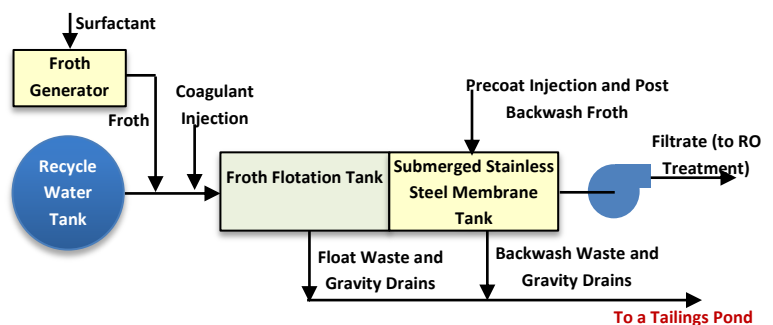 Surfactant
Froth
Generator
Froth
Coagulant
Injection
Precoat Injection and Post
Backwash Froth
Filtrate (to RO
Treatment)
Recycle
Water
Tank
Froth Flotation Tank
Submerged Stainless
Steel Membrane
Tank
Float Waste and
Gravity Drains
Backwash Waste and
Gravity Drains
To a Tailings Pond